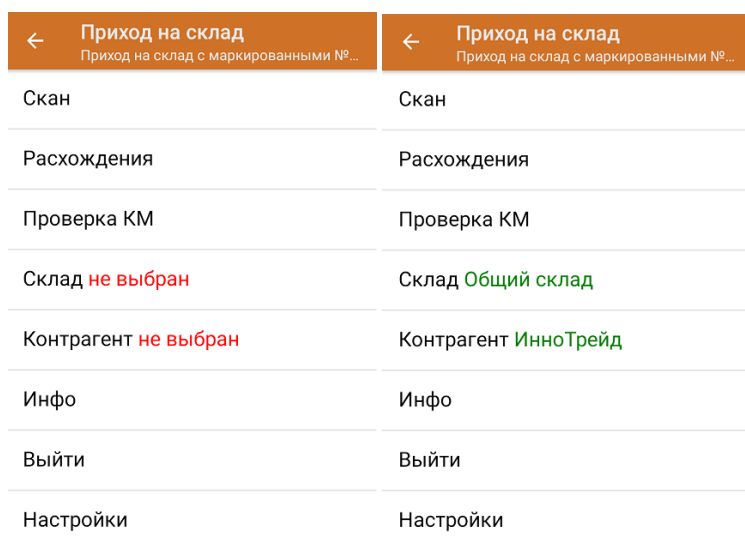 Приход на склад
Приход на склад с маркированными №...
Скан
Расхождения
Проверка КМ
Склад не выбран
Контрагент не выбран
Инфо
Выйти
Настройки
Приход на склад
Приход на склад с маркированными №...
Скан
Расхождения
Проверка КМ
Склад Общий склад
Контрагент ИнноТрейд
Инфо
Выйти
Настройки